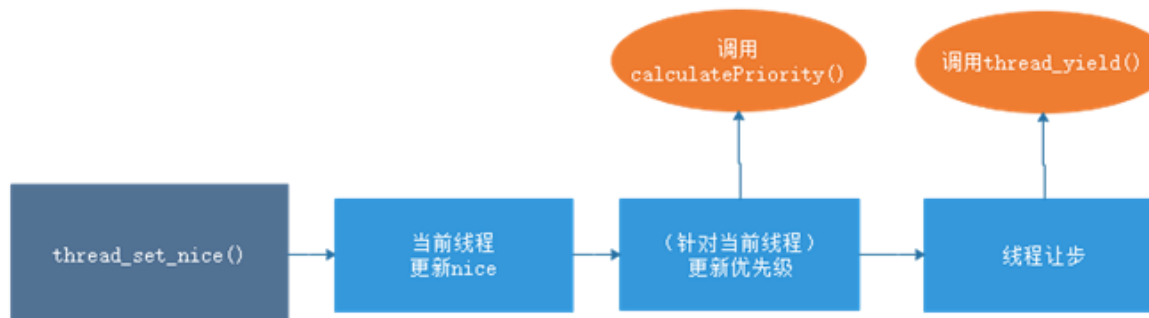 调用
calculatePriority()
调用thread_yield()
thread_set_nice()
当前线程
更新nice
（针对当前线程）
更新优先级
线程让步